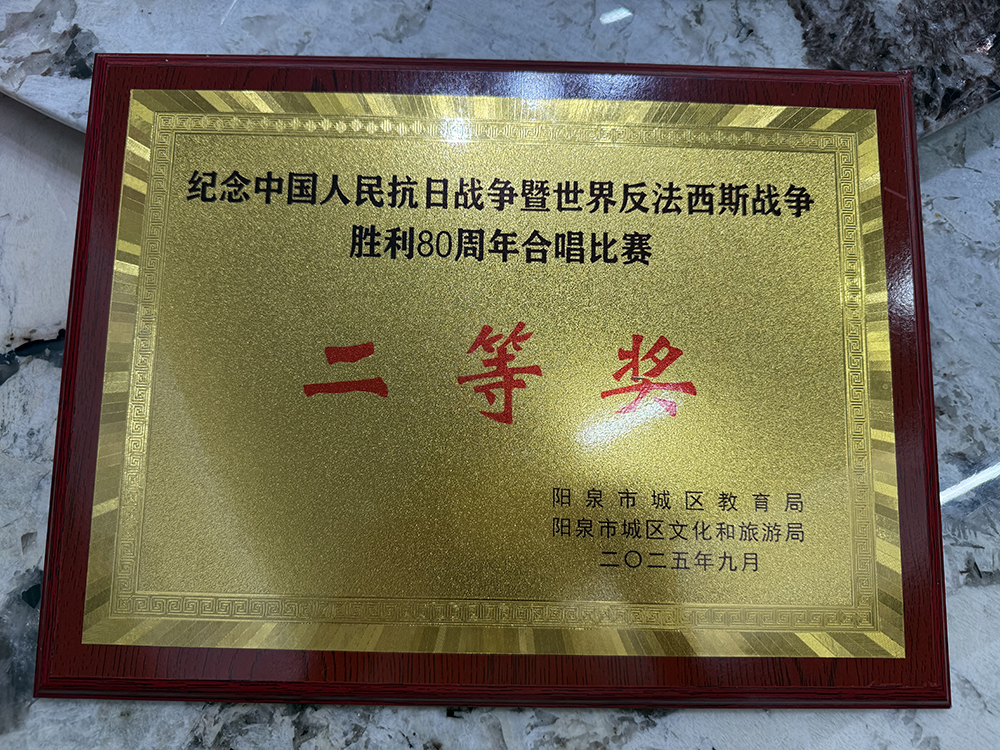 纪念中国人民抗日战争暨世界反法西斯战争
胜利80周年合唱比赛
二等奖
阳泉市城区教育局
阳泉市城区文化和旅游局
二〇二五年九月